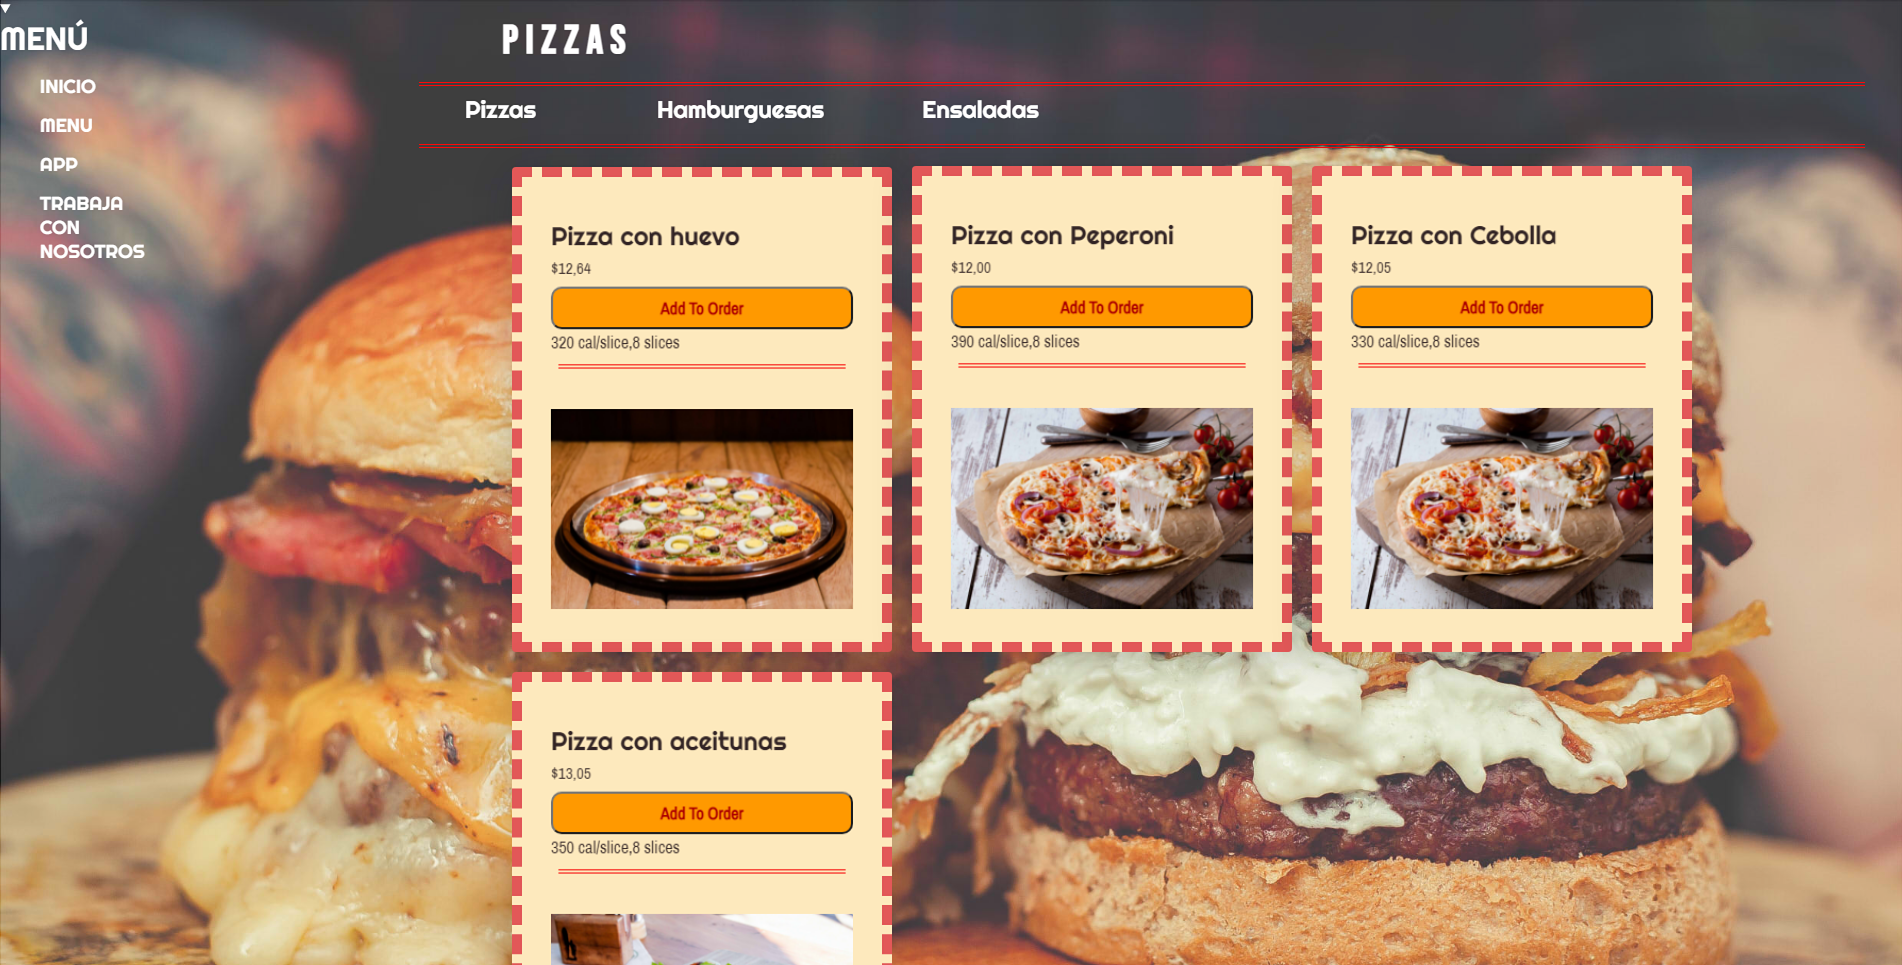 MENÚ
INICIO
MENU
APP
TRABAJA
CON
NOSOTROS
PIZZAS
Pizzas
Hamburguesas
Ensaladas
Pizza con huevo
$12,64
Add To Order
320 cal/slice,8 slices
Pizza con Peperoni
$12,00
Add To Order
390 cal/slice,8 slices
Pizza con Cebolla
$12,05
Add To Order
330 cal/slice,8 slices
Pizza con aceitunas
$13,05
Add To Order
350 cal/slice,8 slices